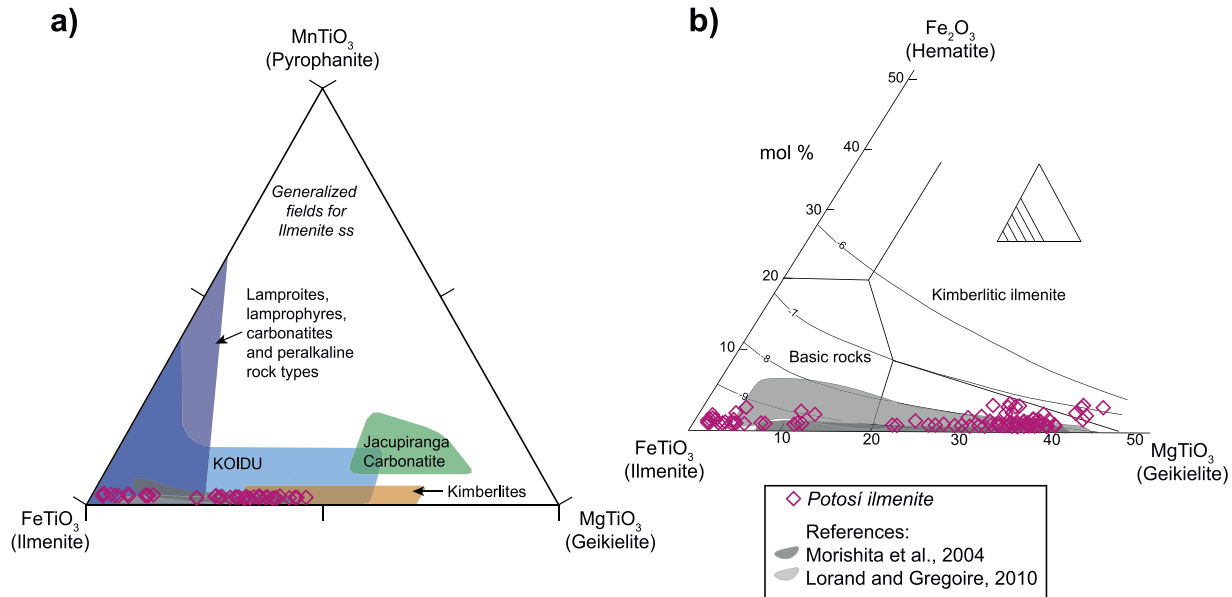 a)
MnTiO3
(Pyrophanite)
Generalized
fields for
Ilmenite ss
Lamproites,
lamprophyres,
carbonatites
and peralkaline
rock types
KOIDU
Jacupiranga
Carbonatite
Kimberlites
FeTiO3
(Ilmenite)
MgTiO3
(Geikielite)
b)
Fe2O3
(Hematite)
50
mol %
40
30
-6
20
Kimberlitic ilmenite
-7
10
Basic rocks
-8
-9
FeTiO3
(Ilmenite)
10
20
30
40
50
MgTiO3
(Geikielite)
Potosí ilmenite
References:
Morishita et al., 2004
Lorand and Gregoire, 2010